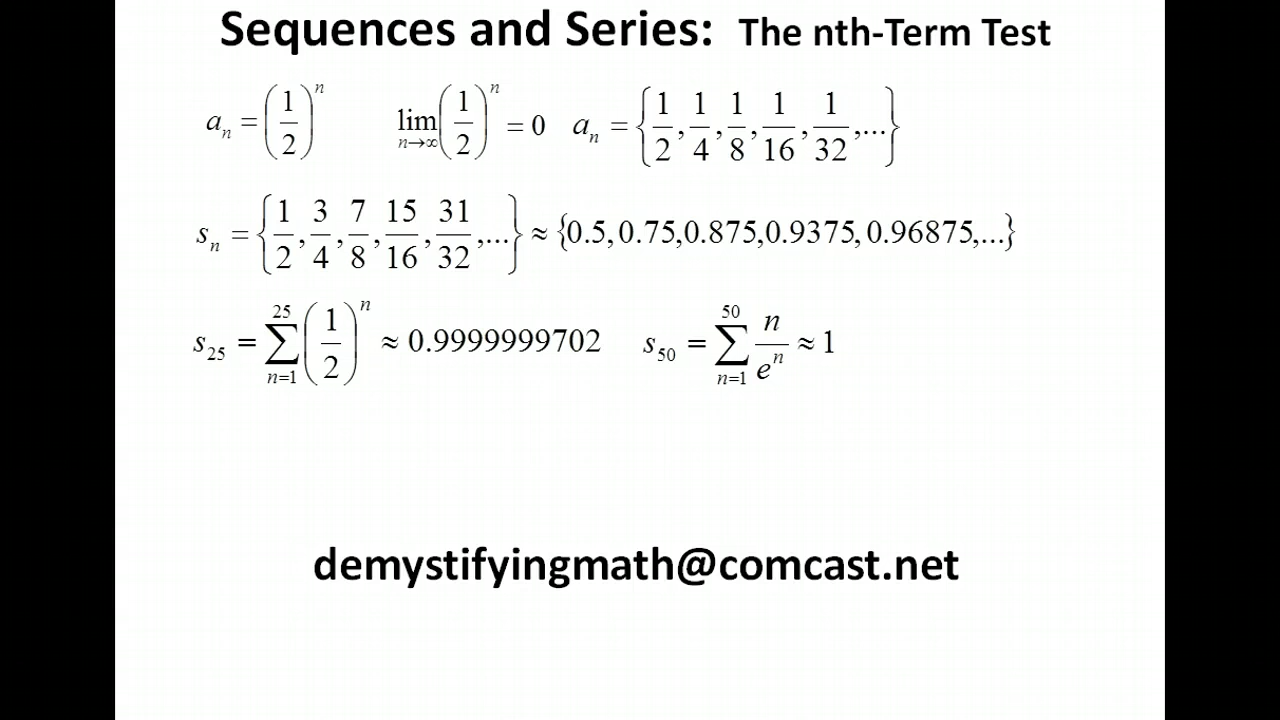 Sequences and Series: The nth-Term Test
a_n = (1/2)^n   lim_{n→∞} (1/2)^n = 0   a_n = {1/2, 1/4, 1/8, 1/16, 1/32, ...}
s_n = {1/2, 3/4, 7/8, 15/16, 31/32, ...} ≈ {0.5, 0.75, 0.875, 0.9375, 0.96875, ...}
s_25 = ∑_{n=1}^{25} (1/2)^n ≈ 0.9999999702   s_50 = ∑_{n=1}^{50} n/e^n ≈ 1
demystifyingmath@comcast.net